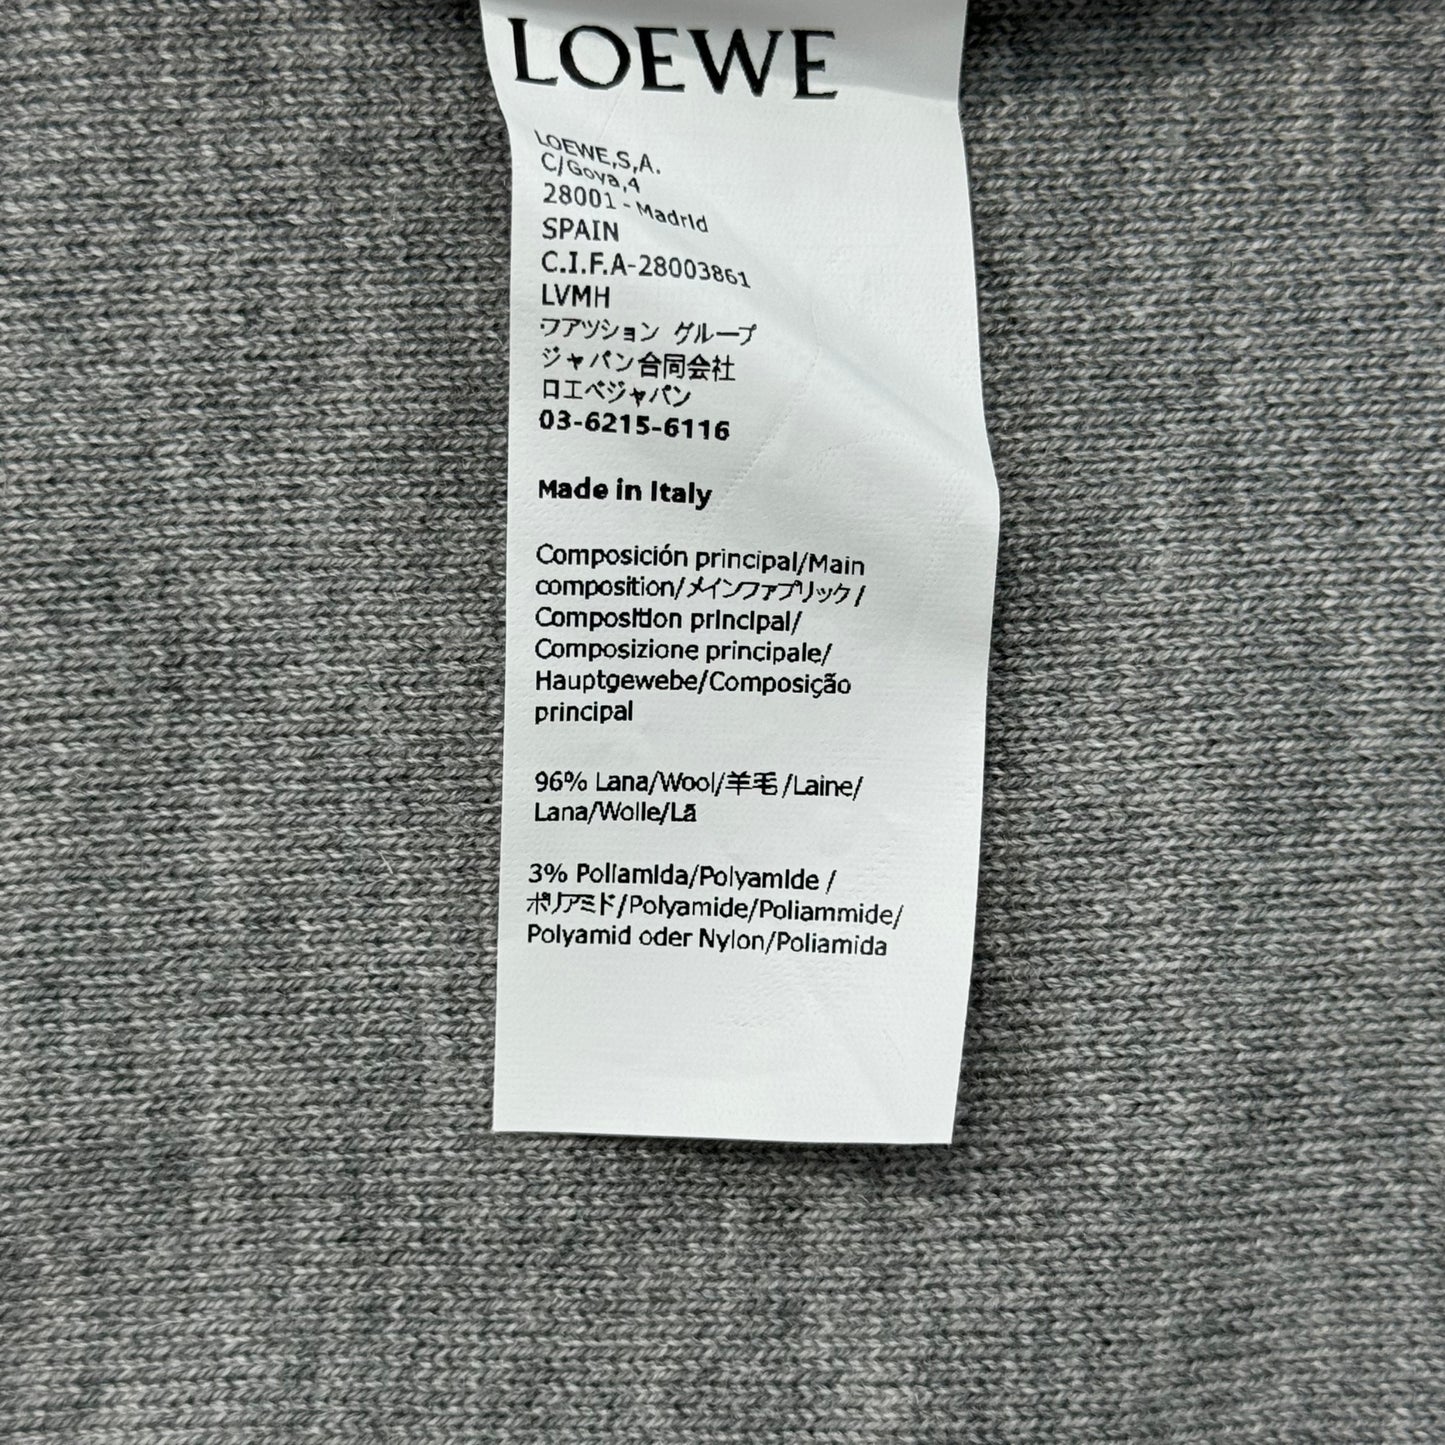 LOEWE
LOEWE,S,A.
C/Goya,4
28001 - Madrid
SPAIN
C.I.F.A-28003861
LVMH
ファッション グループ
ジャパン合同会社
ロエベジャパン
03-6215-6116
Made in Italy
Composición principal/Main
composition/メインファブリック/
Composition principal/
Composizione principale/
Hauptgewebe/Composição
principal
96% Lana/Wool/羊毛/Laine/
Lana/Wolle/Lã
3% Poliamida/Polyamide /
ポリアミド/Polyamide/Poliammide/
Polyamid oder Nylon/Poliamida